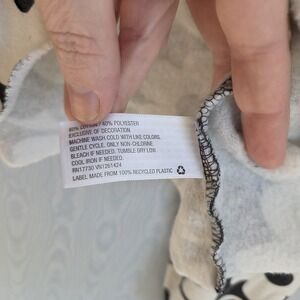 60% COTTON / 40% POLYESTER
EXCLUSIVE OF DECORATION
MACHINE WASH COLD WITH LIKE COLORS,
GENTLE CYCLE. ONLY NON-CHLORINE
BLEACH IF NEEDED. TUMBLE DRY LOW.
COOL IRON IF NEEDED.
RN17730 VN1261424
LABEL MADE FROM 100% RECYCLED PLASTIC